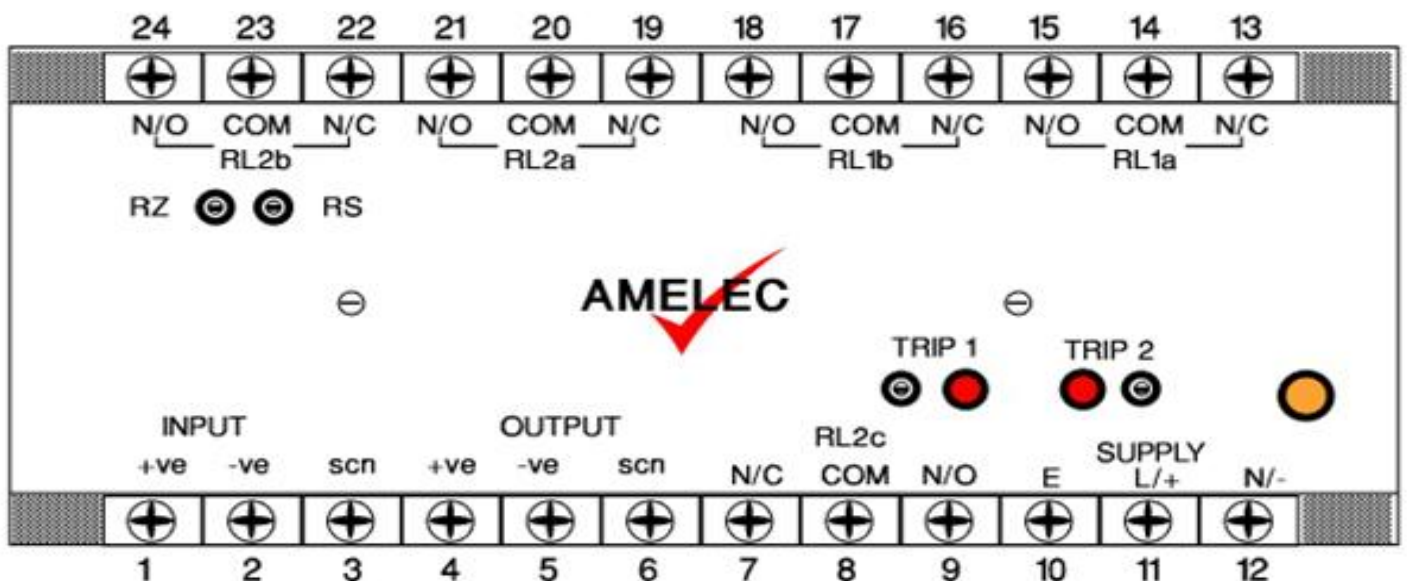 24 23 22 21 20 19 18 17 16 15 14 13
N/O COM N/C N/O COM N/C N/O COM N/C N/O COM N/C
RL2b RL2a RL1b RL1a
RZ RS
AMELEC
TRIP 1 TRIP 2
INPUT OUTPUT RL2c SUPPLY
+ve -ve scn +ve -ve scn N/C COM N/O E L/+ N/-
1 2 3 4 5 6 7 8 9 10 11 12